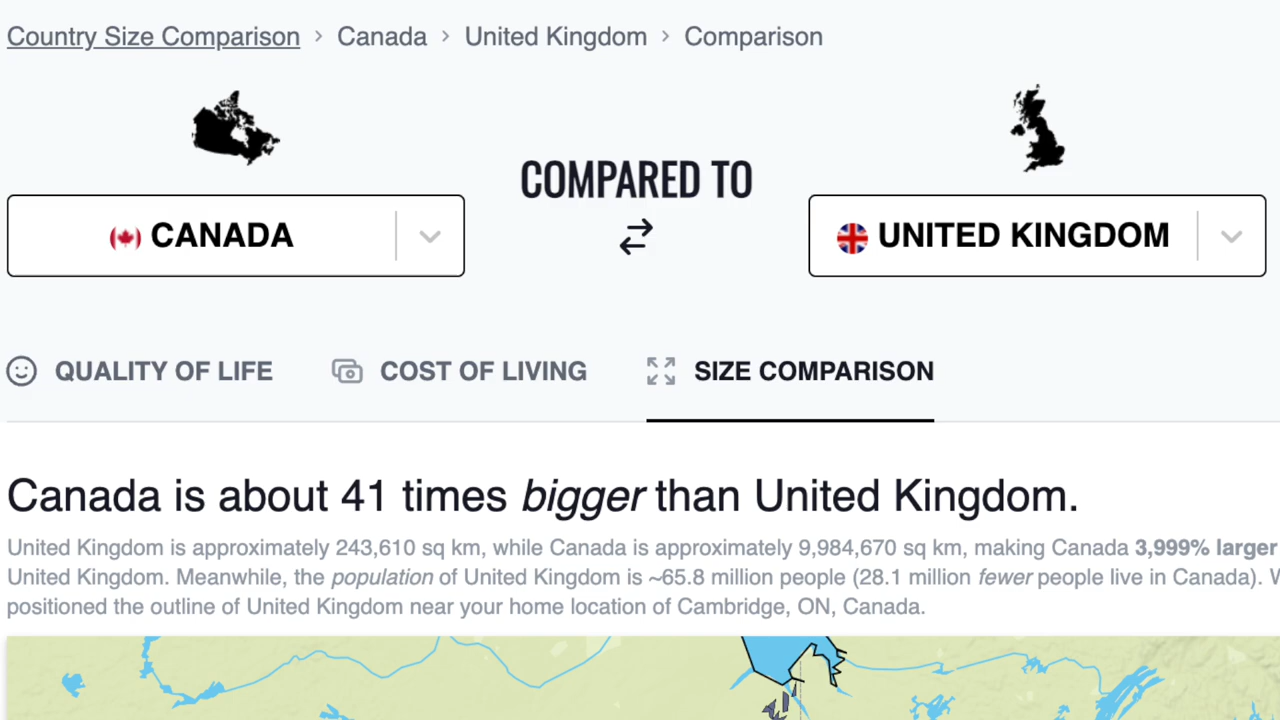 Country Size Comparison › Canada › United Kingdom › Comparison
COMPARED TO
CANADA
UNITED KINGDOM
QUALITY OF LIFE
COST OF LIVING
SIZE COMPARISON
Canada is about 41 times bigger than United Kingdom.
United Kingdom is approximately 243,610 sq km, while Canada is approximately 9,984,670 sq km, making Canada 3,999% larger
United Kingdom. Meanwhile, the population of United Kingdom is ~65.8 million people (28.1 million fewer people live in Canada).
positioned the outline of United Kingdom near your home location of Cambridge, ON, Canada.